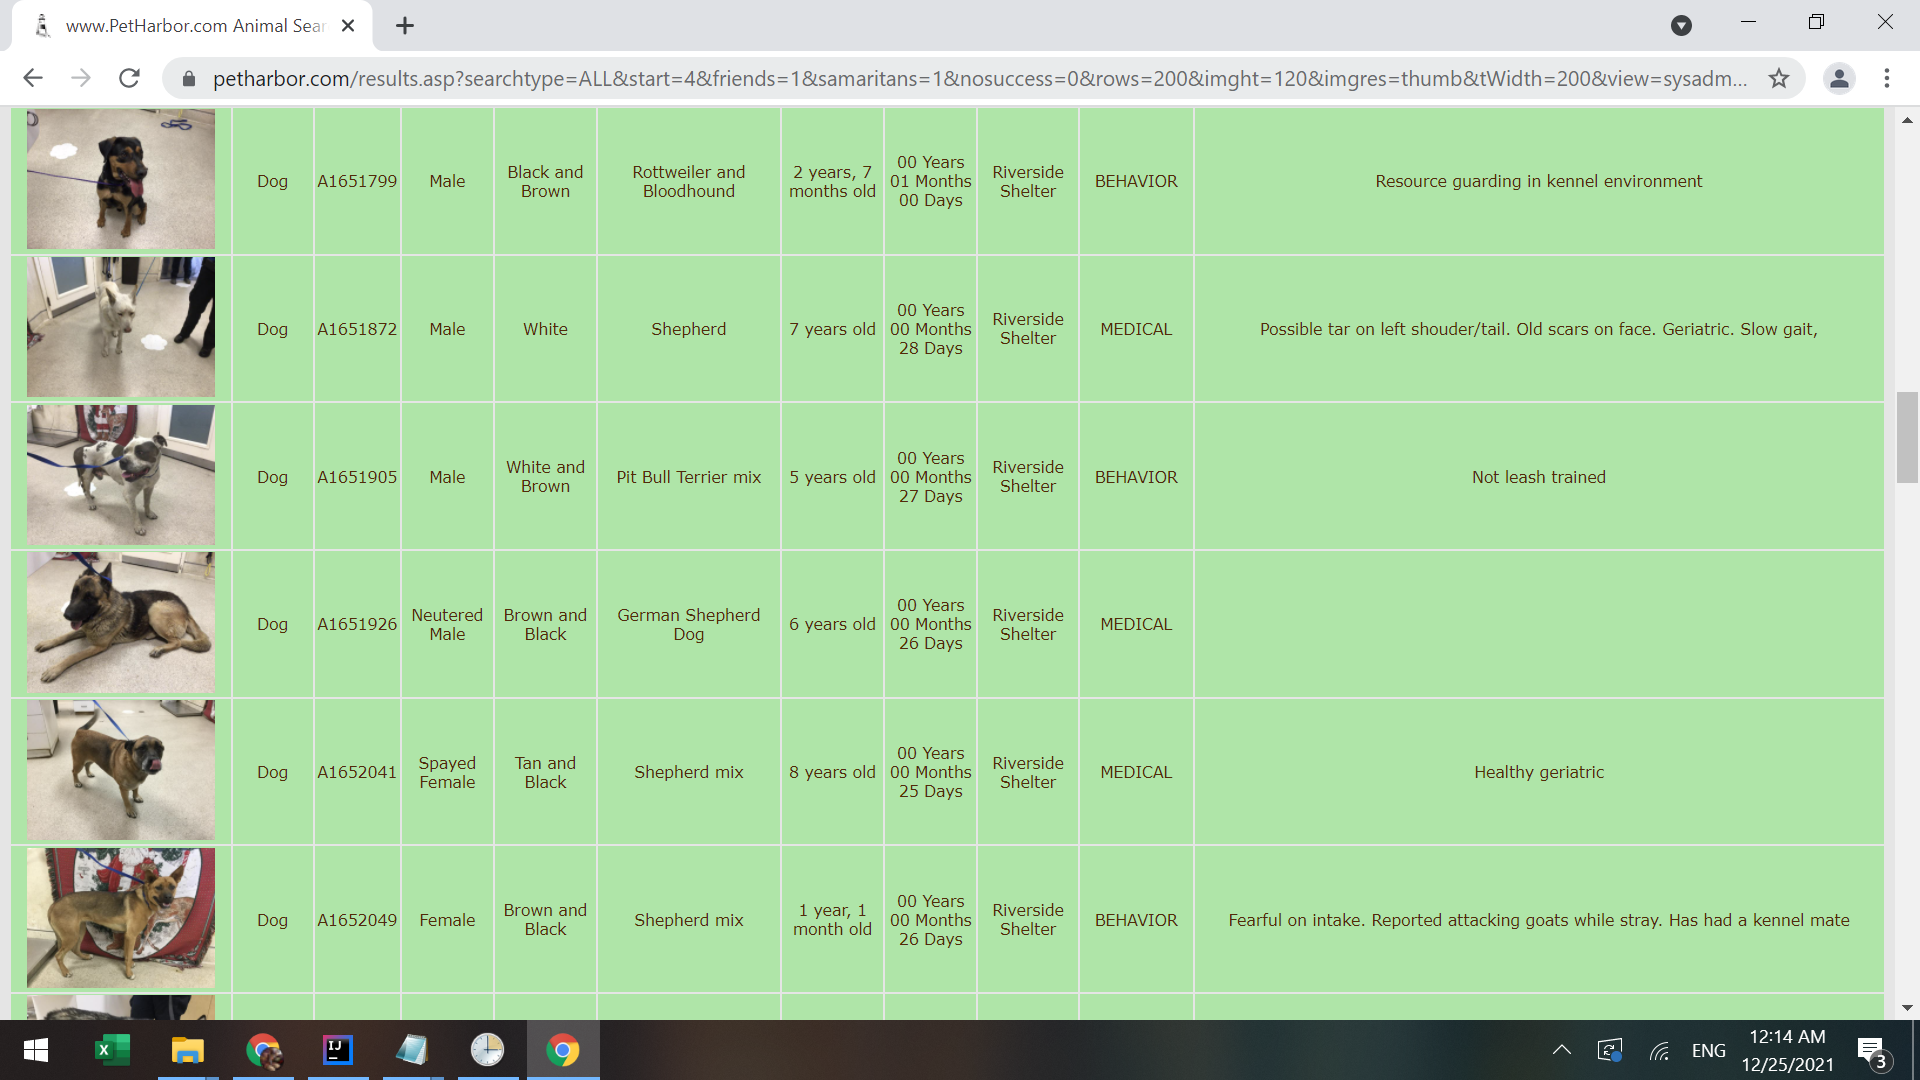 www.PetHarbor.com Animal Sear
petharbor.com/results.asp?searchtype=ALL&start=4&friends=1&samaritans=1&nosuccess=0&rows=200&imght=120&imgres=thumb&tWidth=200&view=sysadm...
Dog
A1651799
Male
Black and
Brown
Rottweiler and
Bloodhound
2 years, 7
months old
00 Years
01 Months
00 Days
Riverside
Shelter
BEHAVIOR
Resource guarding in kennel environment
Dog
A1651872
Male
White
Shepherd
7 years old
00 Years
00 Months
28 Days
Riverside
Shelter
MEDICAL
Possible tar on left shouder/tail. Old scars on face. Geriatric. Slow gait,
Dog
A1651905
Male
White and
Brown
Pit Bull Terrier mix
5 years old
00 Years
00 Months
27 Days
Riverside
Shelter
BEHAVIOR
Not leash trained
Dog
A1651926
Neutered
Male
Brown and
Black
German Shepherd
Dog
6 years old
00 Years
00 Months
26 Days
Riverside
Shelter
MEDICAL
Dog
A1652041
Spayed
Female
Tan and
Black
Shepherd mix
8 years old
00 Years
00 Months
25 Days
Riverside
Shelter
MEDICAL
Healthy geriatric
Dog
A1652049
Female
Brown and
Black
Shepherd mix
1 year, 1
month old
00 Years
00 Months
26 Days
Riverside
Shelter
BEHAVIOR
Fearful on intake. Reported attacking goats while stray. Has had a kennel mate
X
IJ
ENG
12:14 AM
12/25/2021
3